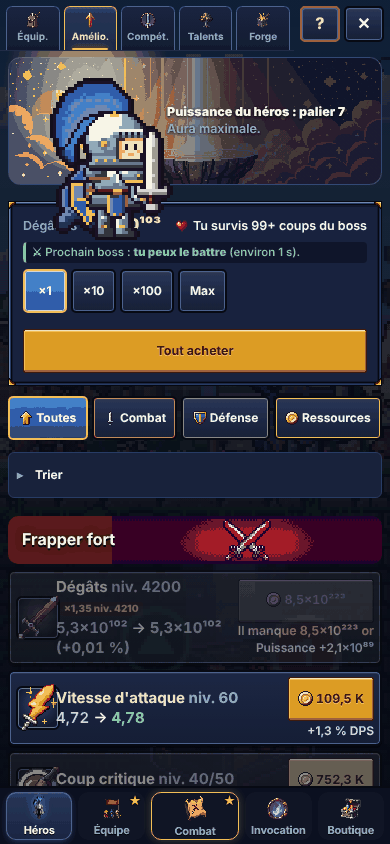 Équip.
Amélio.
Compét.
Talents
Forge
?
×
Puissance du héros : palier 7
Aura maximale.
10³
Tu survis 99+ coups du boss
Prochain boss : tu peux le battre (environ 1 s).
×1
×10
×100
Max
Tout acheter
Toutes
Combat
Défense
Ressources
▸ Trier
Frapper fort
Dégâts niv. 4200
×1,35 niv. 4210
5,3×10¹⁰² → 5,3×10¹⁰²
(+0,01 %)
8,5×10²²³
Il manque 8,5×10²²³ or
Puissance +2,1×10⁸⁹
Vitesse d'attaque niv. 60
4,72 → 4,78
109,5 K
+1,3 % DPS
Coup critique niv. 40/50
752,3 K
Héros
Équipe
Combat
Invocation
Boutique